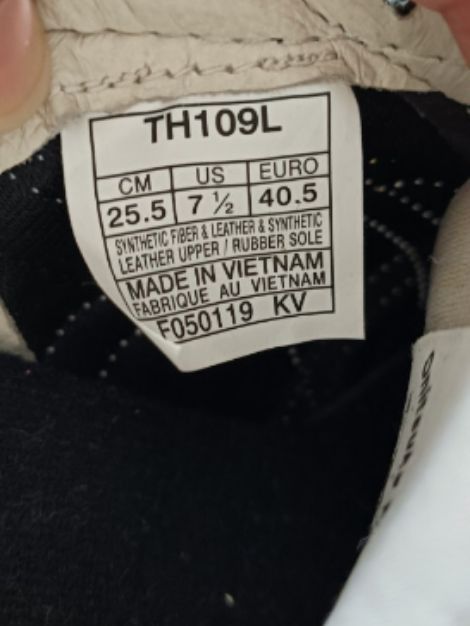 TH109L
CM US EURO
25.5 7 ½ 40.5
SYNTHETIC FIBER & LEATHER & SYNTHETIC
LEATHER UPPER / RUBBER SOLE
MADE IN VIETNAM
FABRIQUE AU VIETNAM
F050119 KV